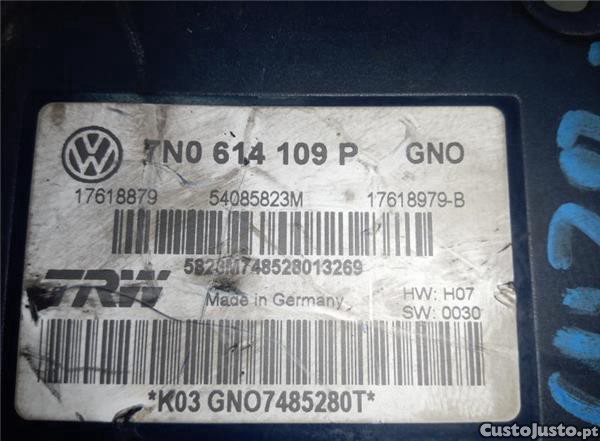 7N0 614 109 P GNO
17618879 54085823M 17618979-B
5823M748528013269
TRW Made in Germany HW: H07
SW: 0030
*K03 GNO7485280T*
CustoJusto.pt